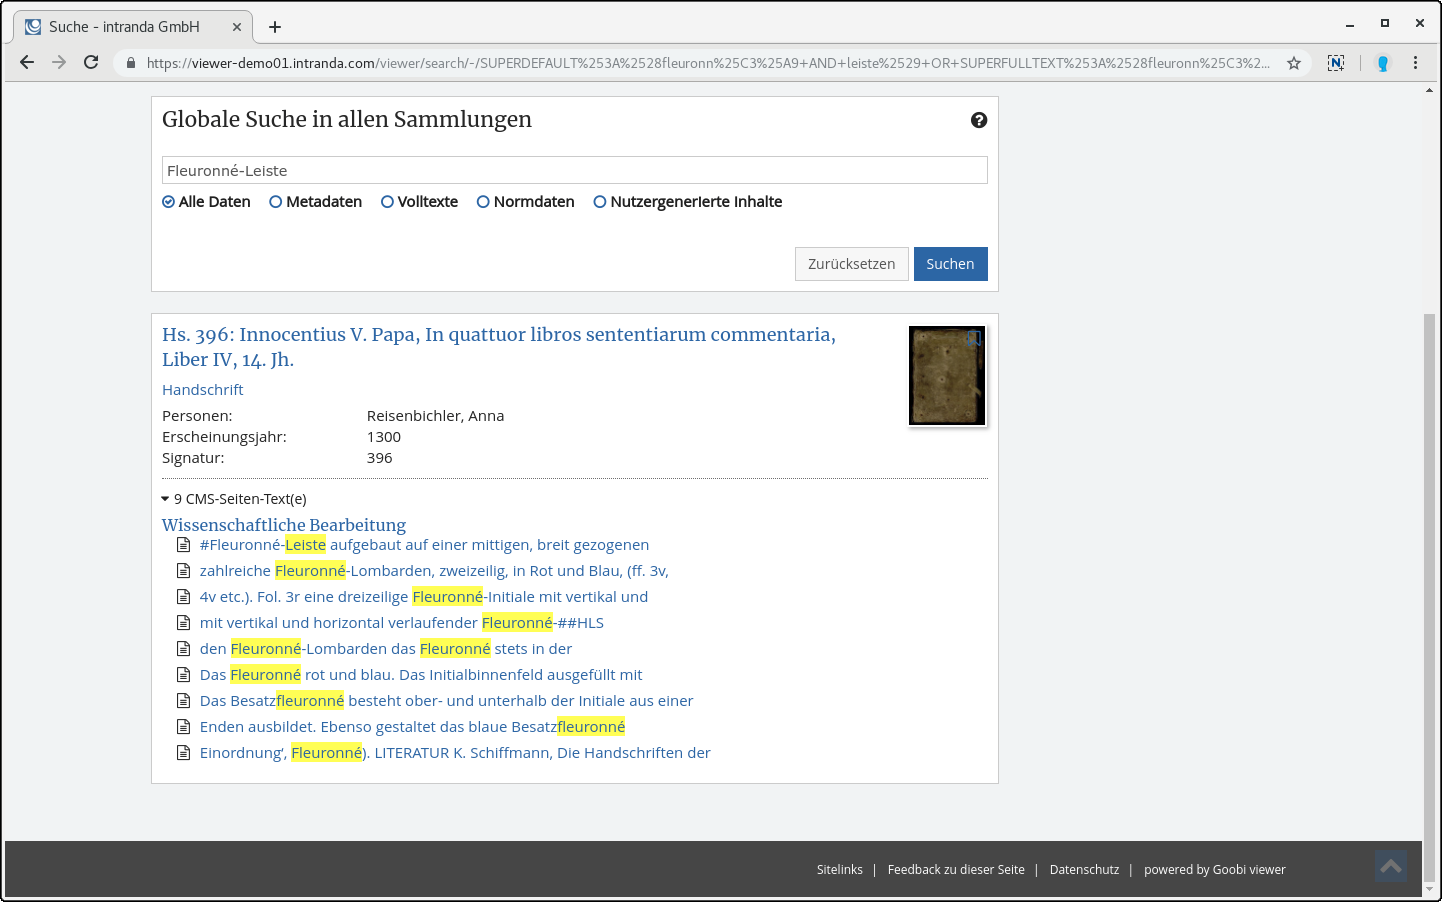 Suche - intranda GmbH
https://viewer-demo01.intranda.com/viewer/search/-/SUPERDEFAULT%253A%2528fleuronn%25C3%25A9+AND+leiste%2529+OR+SUPERFULLTEXT%253A%2528fleuronn%25C3%2...
Globale Suche in allen Sammlungen
Fleuronné-Leiste
Alle Daten Metadaten Volltexte Normdaten Nutzergenerierte Inhalte
Zurücksetzen Suchen
Hs. 396: Innocentius V. Papa, In quattuor libros sententiarum commentaria,
Liber IV, 14. Jh.
Handschrift
Personen: Reisenbichler, Anna
Erscheinungsjahr: 1300
Signatur: 396
9 CMS-Seiten-Text(e)
Wissenschaftliche Bearbeitung
#Fleuronné-Leiste aufgebaut auf einer mittigen, breit gezogenen
zahlreiche Fleuronné-Lombarden, zweizeilig, in Rot und Blau, (ff. 3v,
4v etc.). Fol. 3r eine dreizeilige Fleuronné-Initiale mit vertikal und
mit vertikal und horizontal verlaufender Fleuronné-##HLS
den Fleuronné-Lombarden das Fleuronné stets in der
Das Fleuronné rot und blau. Das Initialbinnenfeld ausgefüllt mit
Das Besatzfleuronné besteht ober- und unterhalb der Initiale aus einer
Enden ausbildet. Ebenso gestaltet das blaue Besatzfleuronné
Einordnung‘, Fleuronné). LITERATUR K. Schiffmann, Die Handschriften der
Sitelinks | Feedback zu dieser Seite | Datenschutz | powered by Goobi viewer